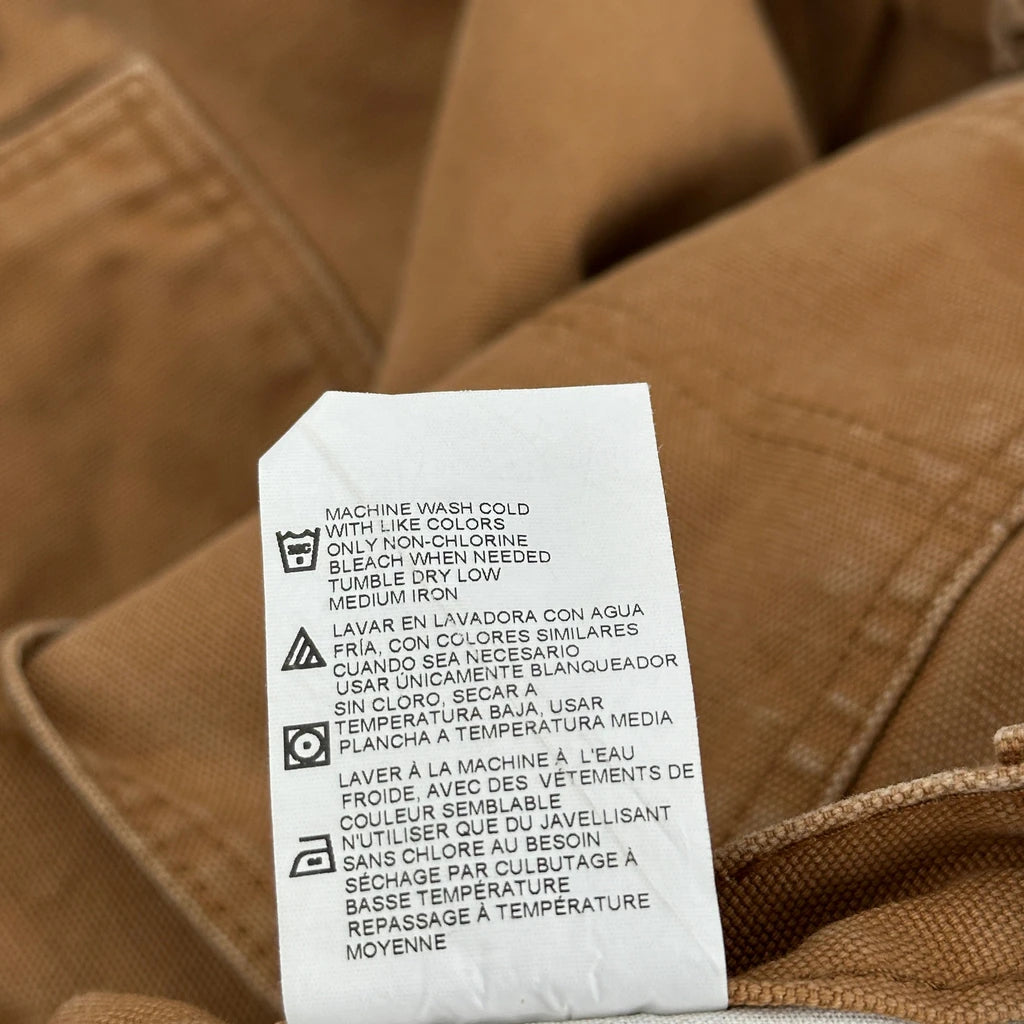 MACHINE WASH COLD
WITH LIKE COLORS
ONLY NON-CHLORINE
BLEACH WHEN NEEDED
TUMBLE DRY LOW
MEDIUM IRON
LAVAR EN LAVADORA CON AGUA
FRÍA, CON COLORES SIMILARES
CUANDO SEA NECESARIO
USAR ÚNICAMENTE BLANQUEADOR
SIN CLORO, SECAR A
TEMPERATURA BAJA, USAR
PLANCHA A TEMPERATURA MEDIA
LAVER À LA MACHINE À L'EAU
FROIDE, AVEC DES VÉTEMENTS DE
COULEUR SEMBLABLE
N'UTILISER QUE DU JAVELLISANT
SANS CHLORE AU BESOIN
SÉCHAGE PAR CULBUTAGE À
BASSE TEMPÉRATURE
REPASSAGE À TEMPÉRATURE
MOYENNE